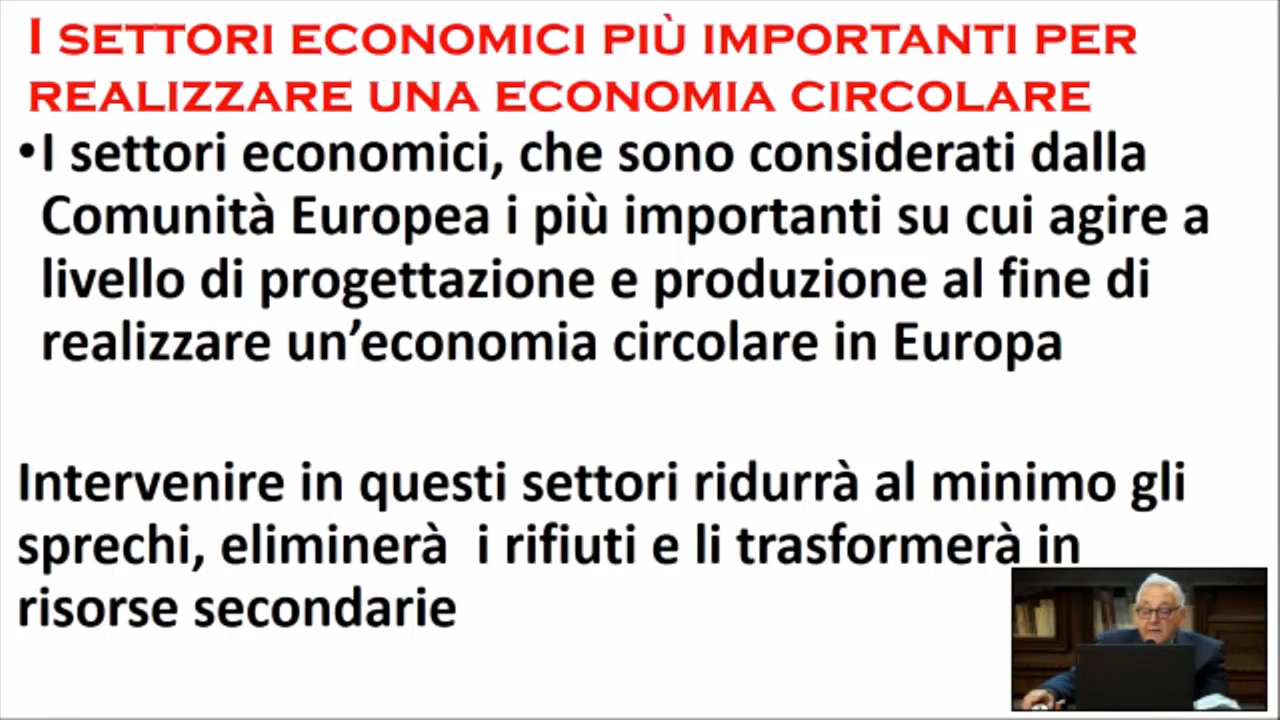 I SETTORI ECONOMICI PIÙ IMPORTANTI PER
REALIZZARE UNA ECONOMIA CIRCOLARE
•I settori economici, che sono considerati dalla
Comunità Europea i più importanti su cui agire a
livello di progettazione e produzione al fine di
realizzare un’economia circolare in Europa
Intervenire in questi settori ridurrà al minimo gli
sprechi, eliminerà i rifiuti e li trasformerà in
risorse secondarie